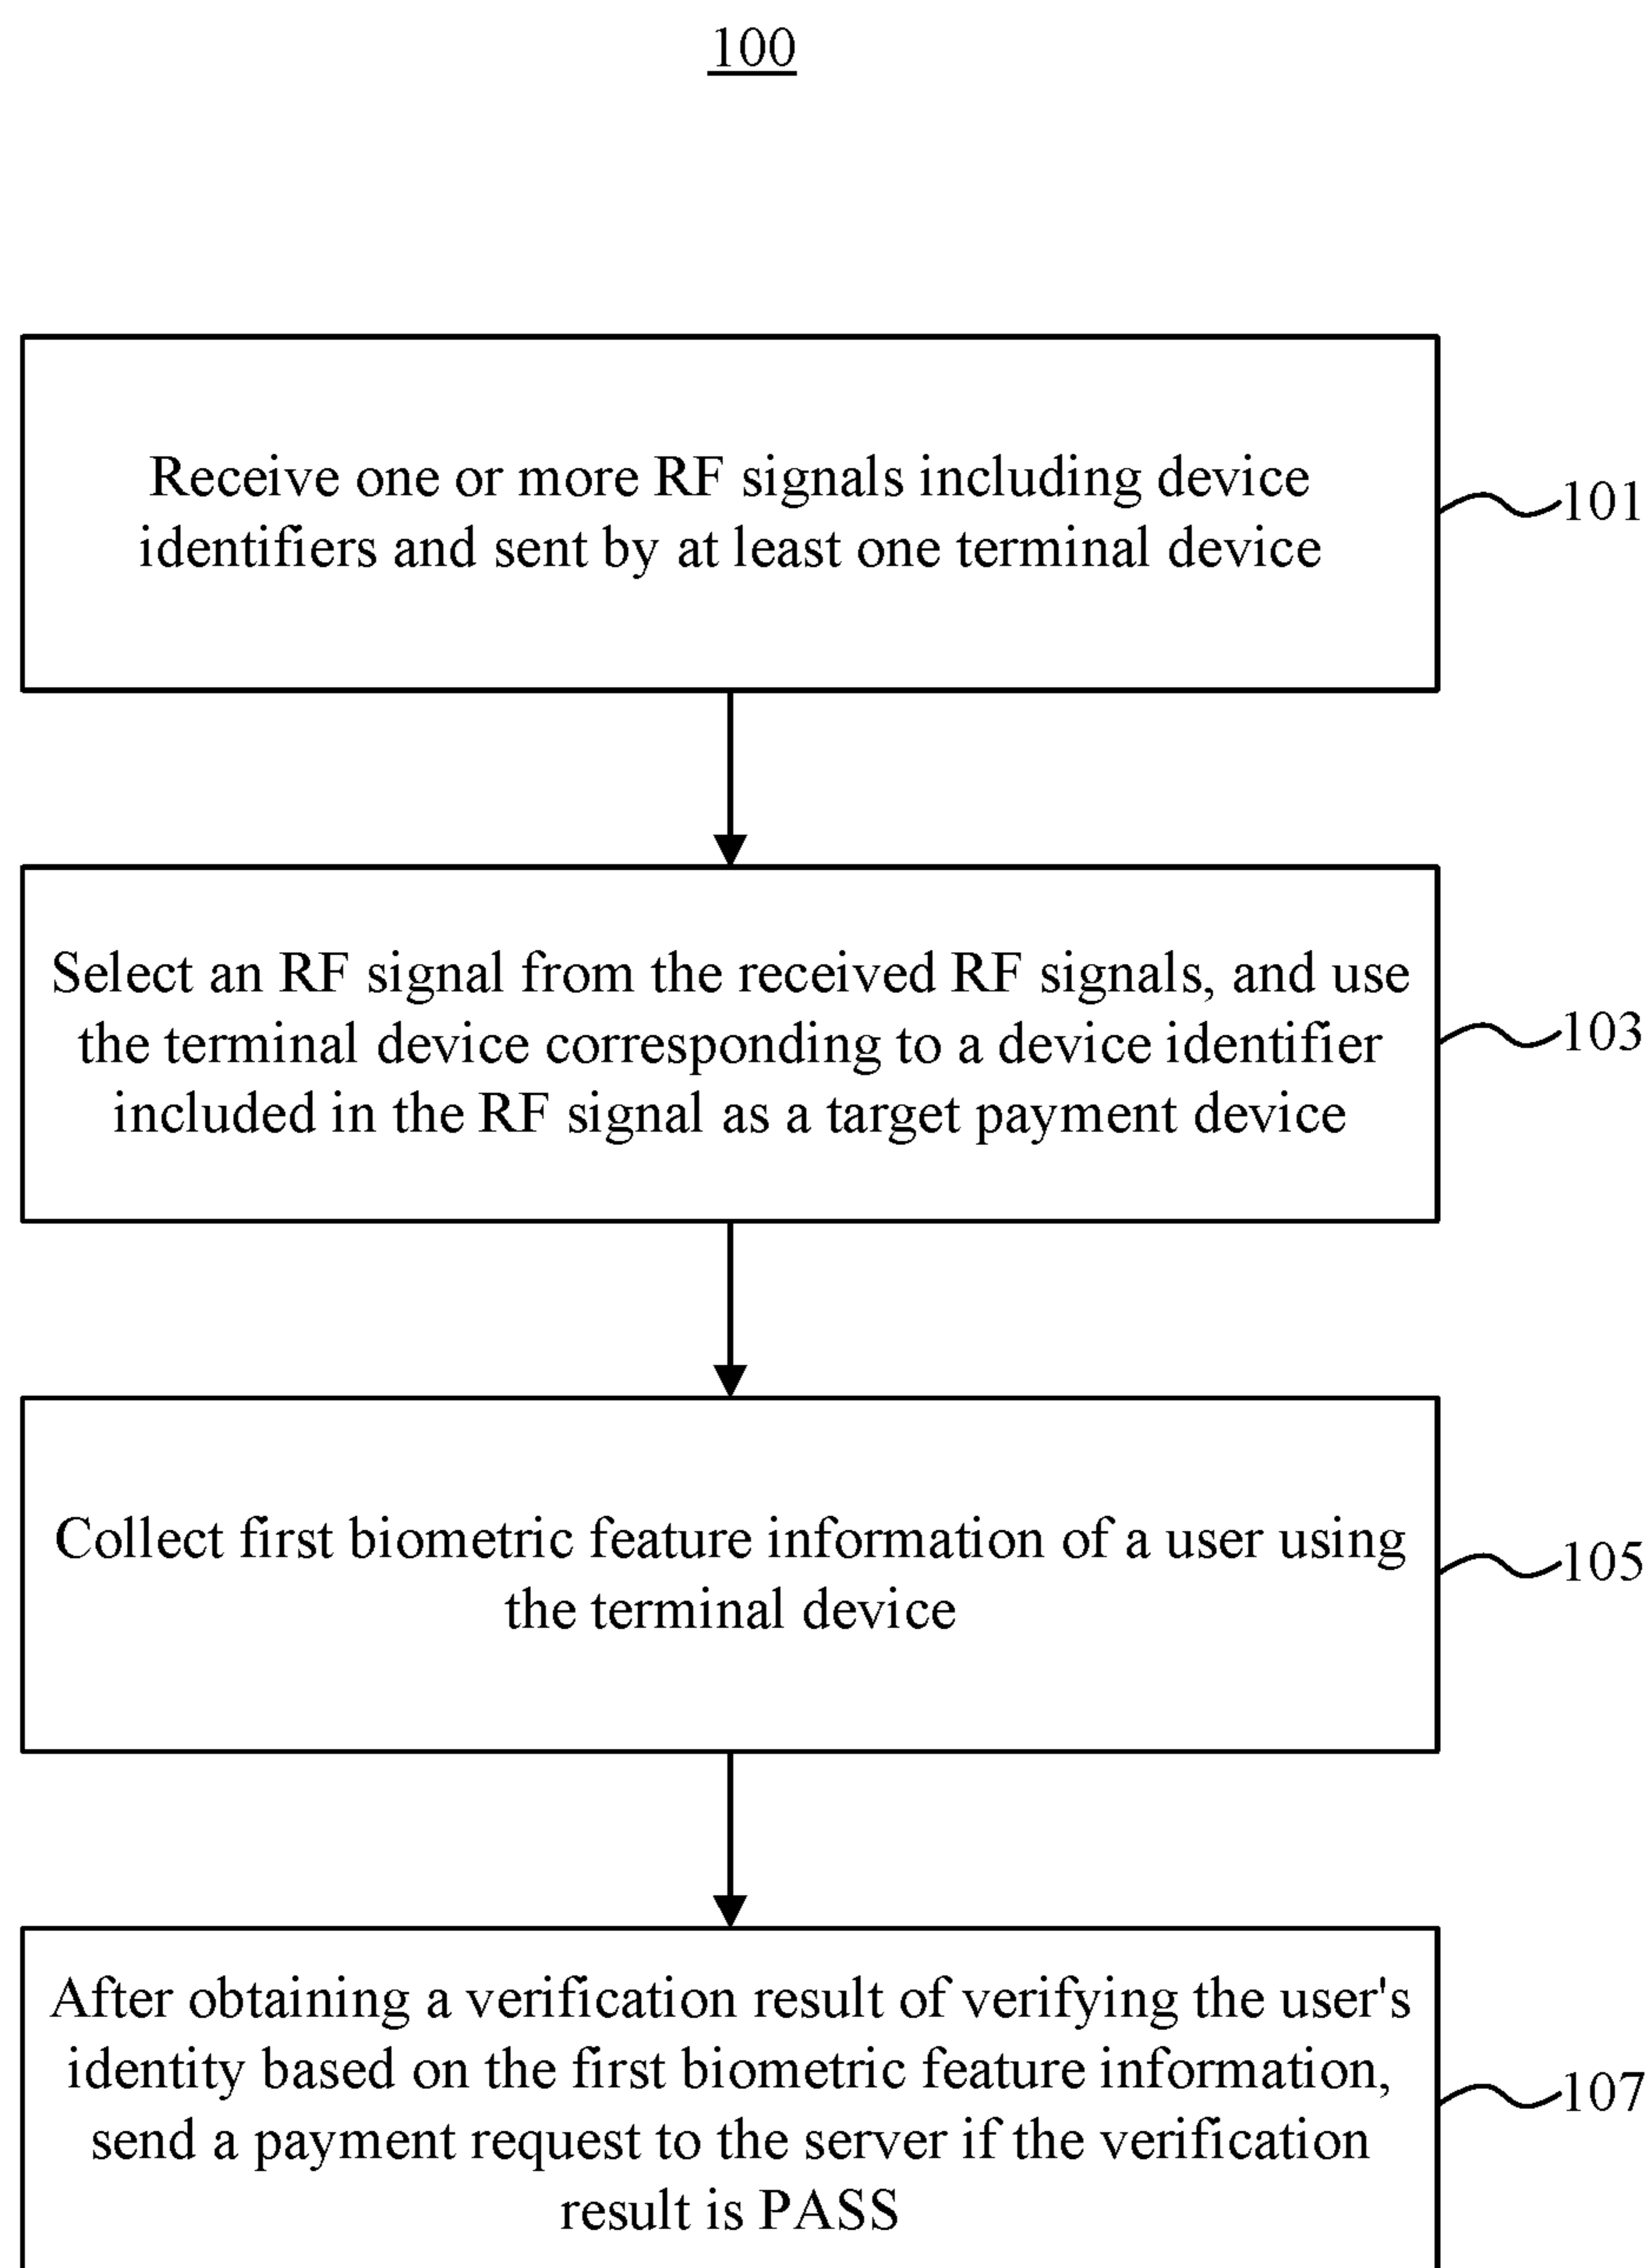 100
Receive one or more RF signals including device
identifiers and sent by at least one terminal device
101
Select an RF signal from the received RF signals, and use
the terminal device corresponding to a device identifier
included in the RF signal as a target payment device
103
Collect first biometric feature information of a user using
the terminal device
105
After obtaining a verification result of verifying the user's
identity based on the first biometric feature information,
send a payment request to the server if the verification
result is PASS
107